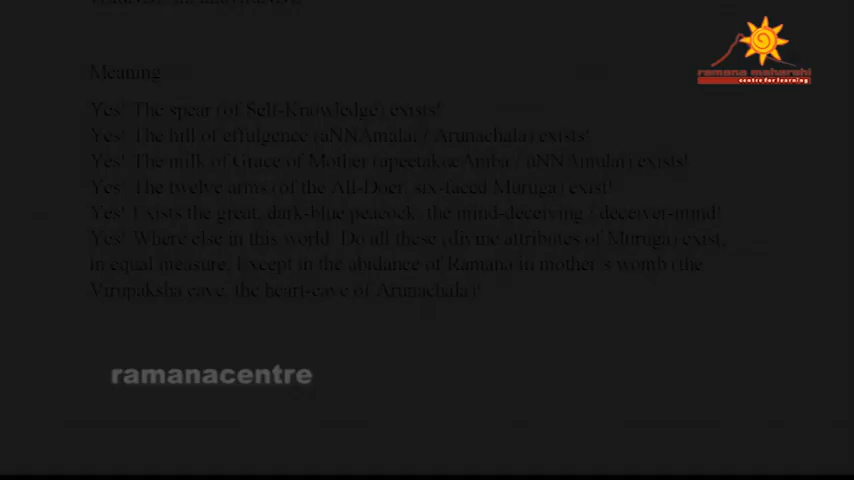 ramana maharshi
centre for learning
Meaning
Yes! The spear (of Self-Knowledge) exists!
Yes! The hill of effulgence (aNNAmalai / Arunachala) exists!
Yes! The milk of Grace of Mother (apeetakucAmba / aNNAmulai) exists!
Yes! The twelve arms (of the All-Doer, six-faced Muruga) exist!
Yes! Exists the great, dark-blue peacock, the mind-deceiving / deceiver-mind!
Yes! Where else in this world, Do all these (divine attributes of Muruga) exist,
in equal measure, Except in the abidance of Ramana in mother's womb (the
Virupaksha cave, the heart-cave of Arunachala)!
ramanacentre